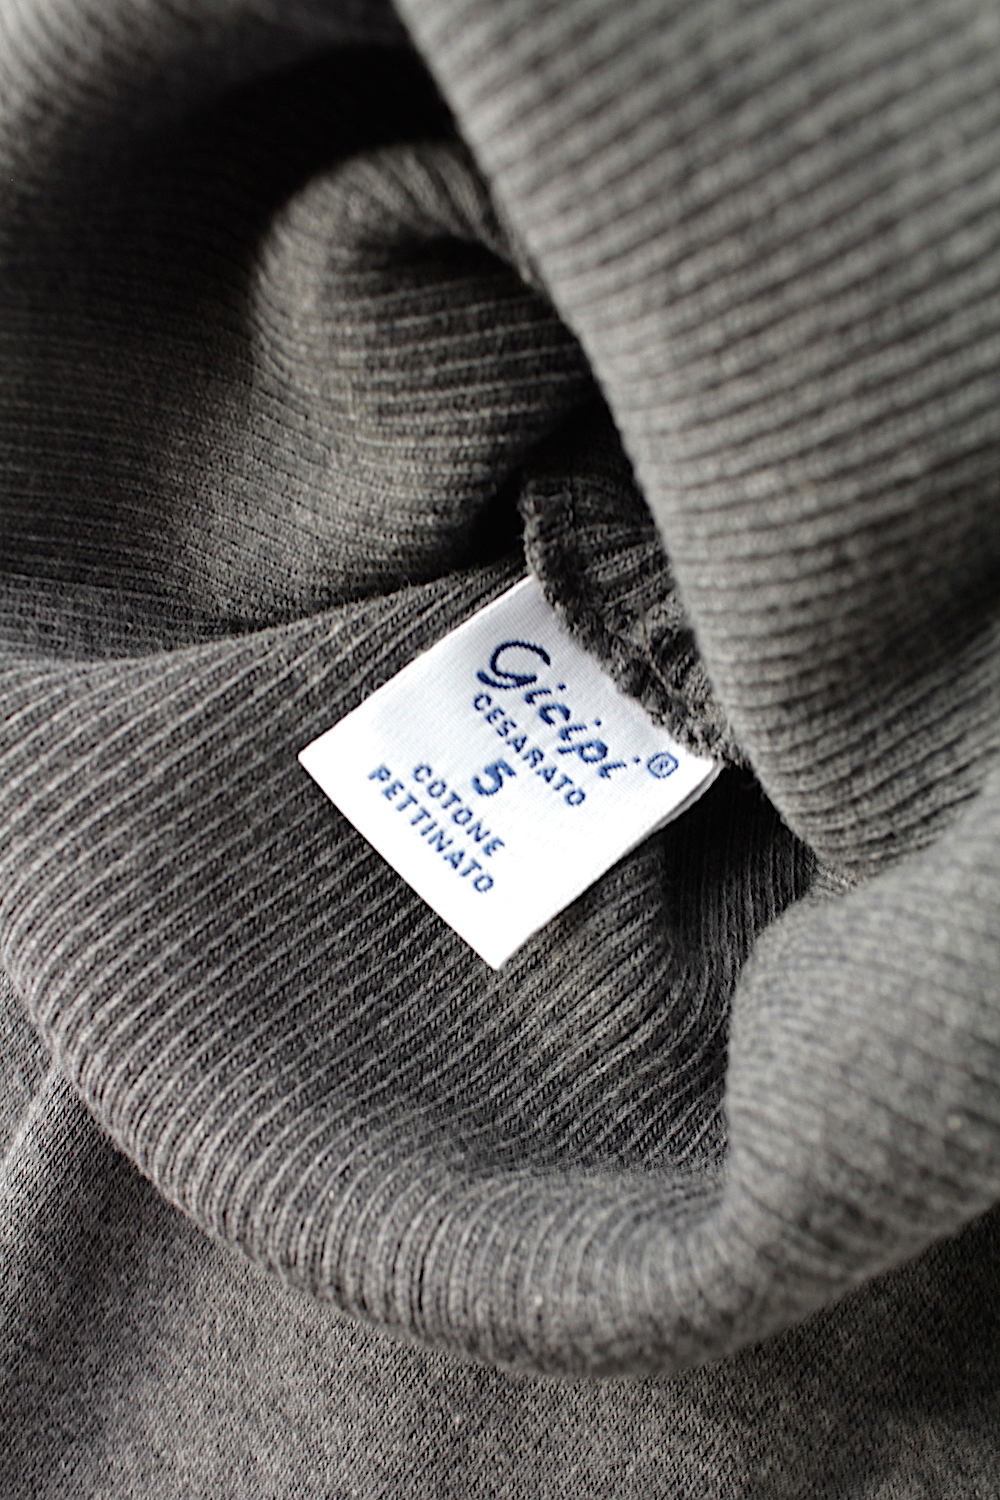 Gicipi®
CESARATO
5
COTONE
PETTINATO